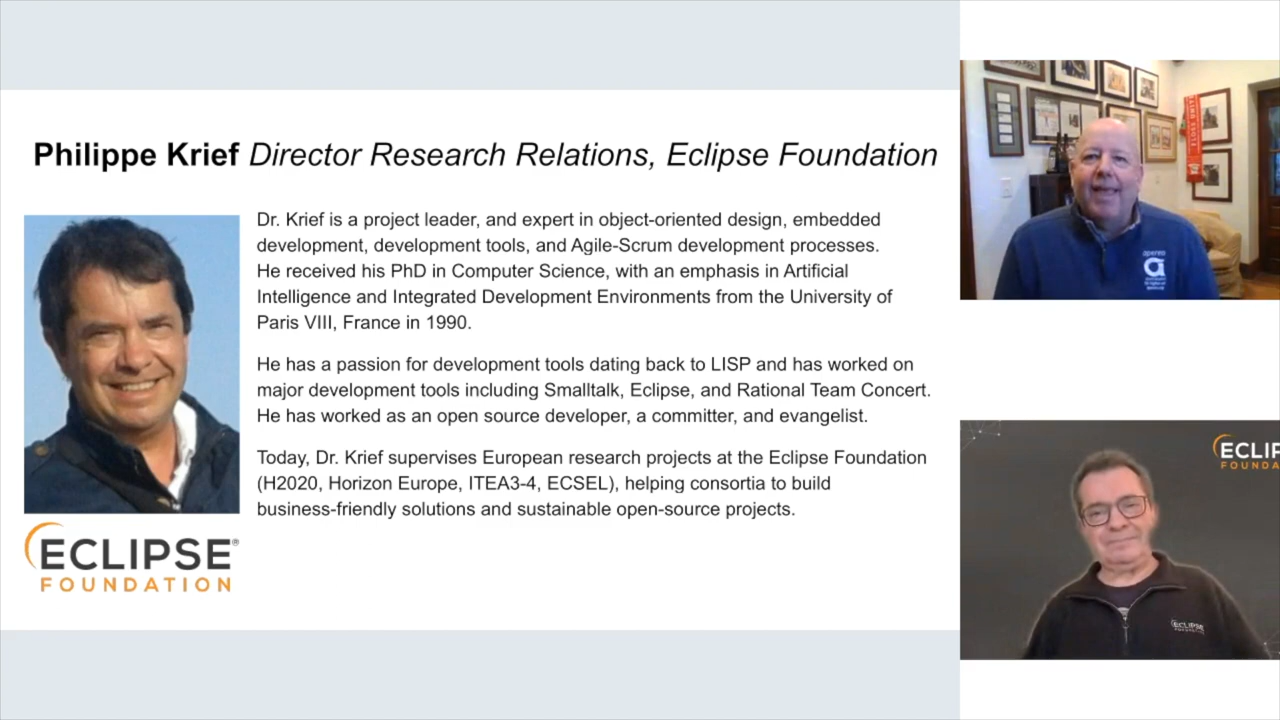 Philippe Krief Director Research Relations, Eclipse Foundation
Dr. Krief is a project leader, and expert in object-oriented design, embedded
development, development tools, and Agile-Scrum development processes.
He received his PhD in Computer Science, with an emphasis in Artificial
Intelligence and Integrated Development Environments from the University of
Paris VIII, France in 1990.
He has a passion for development tools dating back to LISP and has worked on
major development tools including Smalltalk, Eclipse, and Rational Team Concert.
He has worked as an open source developer, a committer, and evangelist.
Today, Dr. Krief supervises European research projects at the Eclipse Foundation
(H2020, Horizon Europe, ITEA3-4, ECSEL), helping consortia to build
business-friendly solutions and sustainable open-source projects.
ECLIPSE®
FOUNDATION
FLOSS UNIT
apereo
ECLIP
FOUNDA
ECLIPSE
FOUNDATION